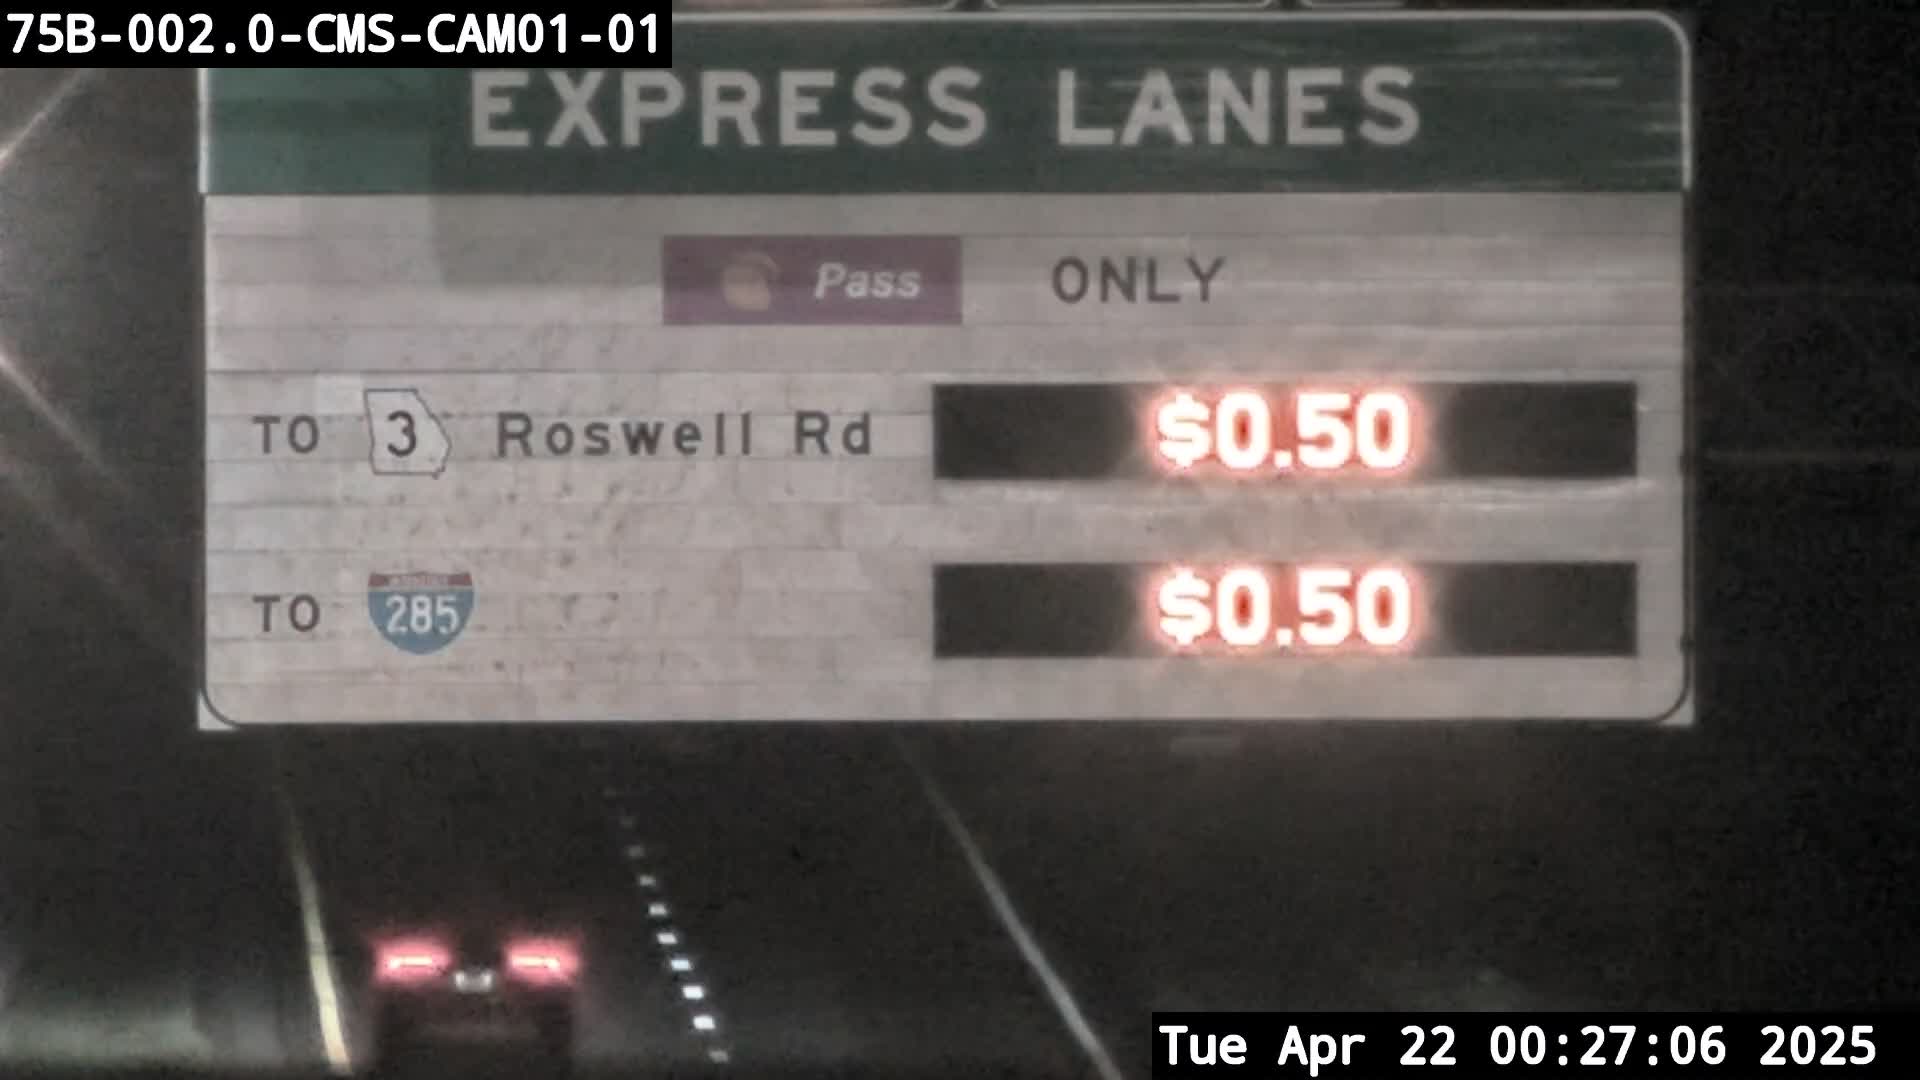 75B-002.0-CMS-CAM01-01
EXPRESS LANES
Pass ONLY
TO 3 Roswell Rd $0.50
TO 285 $0.50
Tue Apr 22 00:27:06 2025